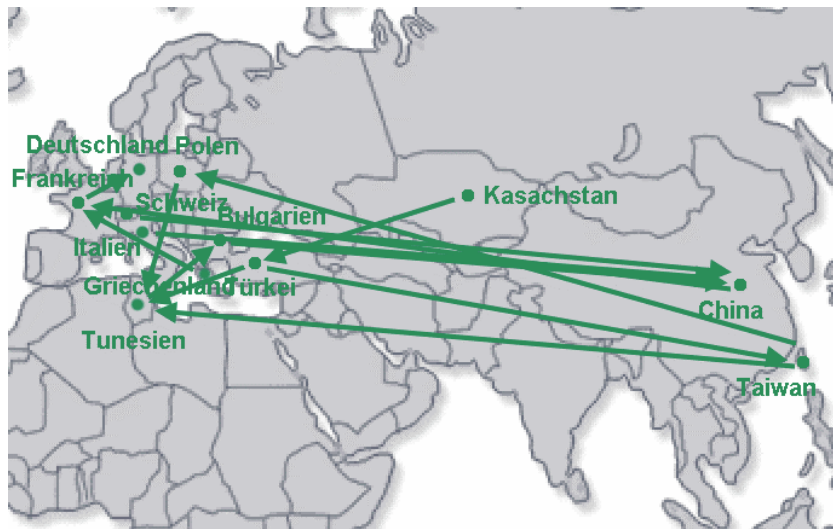 Deutschland Polen
Frankreich
Kasachstan
Schweiz
Bulgarien
Italien
Griechenland
Türkei
China
Tunesien
Taiwan